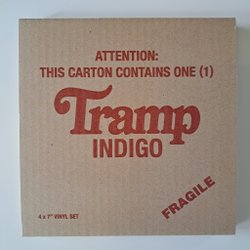 ATTENTION:
THIS CARTON CONTAINS ONE (1)
Tramp
INDIGO
4 x 7" VINYL SET
FRAGILE